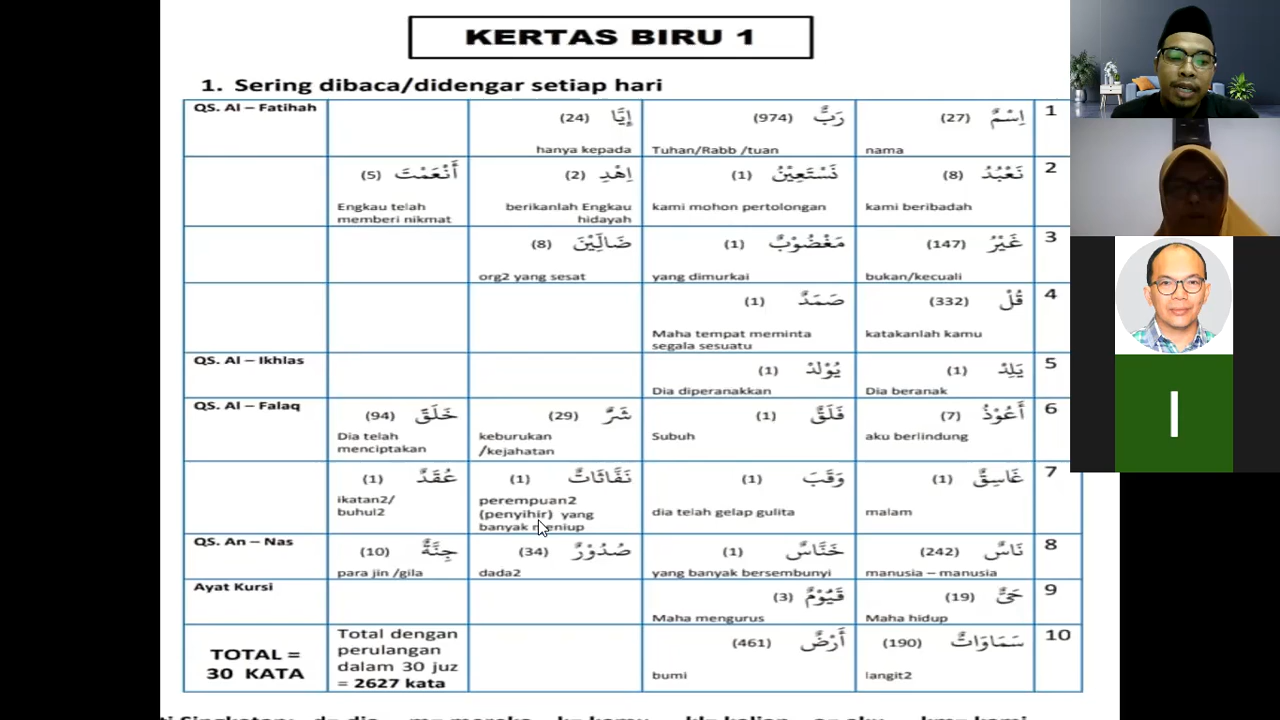 KERTAS BIRU 1
1. Sering dibaca/didengar setiap hari
QS. Al – Fatihah
إِيَّا (24)
hanya kepada
رَبٌّ (974)
Tuhan/Rabb /tuan
اِسْمٌ (27)
nama
1
أَنْعَمْتَ (5)
Engkau telah
memberi nikmat
اِهْدِ (2)
berikanlah Engkau
hidayah
نَسْتَعِيْنُ (1)
kami mohon pertolongan
نَعْبُدُ (8)
kami beribadah
2
ضَالِّيْنَ (8)
org2 yang sesat
مَغْضُوْبٌ (1)
yang dimurkai
غَيْرُ (147)
bukan/kecuali
3
صَمَدٌ (1)
Maha tempat meminta
segala sesuatu
قُلْ (332)
katakanlah kamu
4
QS. Al – Ikhlas
يُوْلَدْ (1)
Dia diperanakkan
يَلِدْ (1)
Dia beranak
5
QS. Al – Falaq
خَلَقَ (94)
Dia telah
menciptakan
شَرٌّ (29)
keburukan
/kejahatan
فَلَقٌ (1)
Subuh
أَعُوْذُ (7)
aku berlindung
6
عُقَدٌ (1)
ikatan2/
buhul2
نَفَّاثَاتٌ (1)
perempuan2
(penyihir) yang
banyak meniup
وَقَبَ (1)
dia telah gelap gulita
غَاسِقٌ (1)
malam
7
QS. An – Nas
جِنَّةٌ (10)
para jin /gila
صُدُوْرٌ (34)
dada2
خَنَّاسٌ (1)
yang banyak bersembunyi
نَاسٌ (242)
manusia – manusia
8
Ayat Kursi
قَيُّوْمٌ (3)
Maha mengurus
حَيٌّ (19)
Maha hidup
9
TOTAL =
30 KATA
Total dengan
perulangan
dalam 30 juz
= 2627 kata
أَرْضٌ (461)
bumi
سَمَاوَاتٌ (190)
langit2
10
I